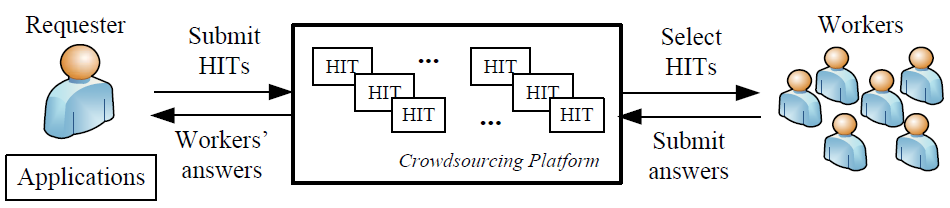 Requester
Applications
Submit
HITs
Workers'
answers
HIT
HIT
HIT
...
HIT
HIT
HIT
...
Crowdsourcing Platform
Select
HITs
Submit
answers
Workers